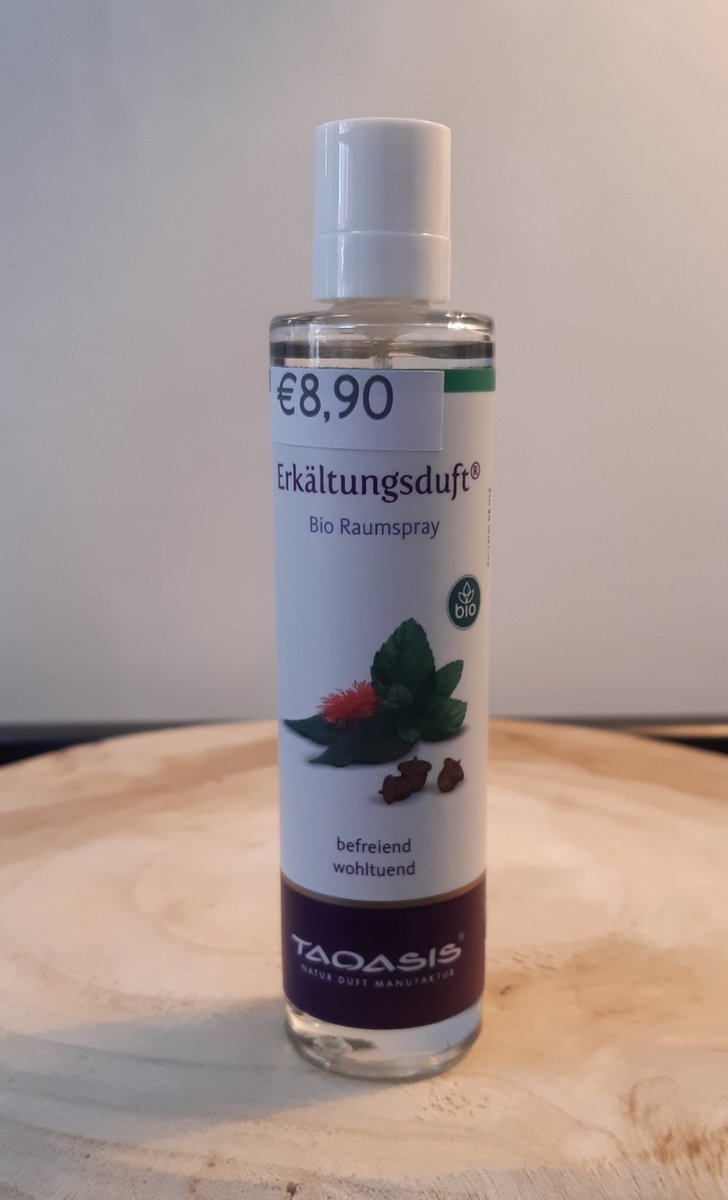 €8,90
Erkältungsduft®
Bio Raumspray
bio
befreiend
wohltuend
TAOASIS®
NATUR DUFT MANUFAKTUR